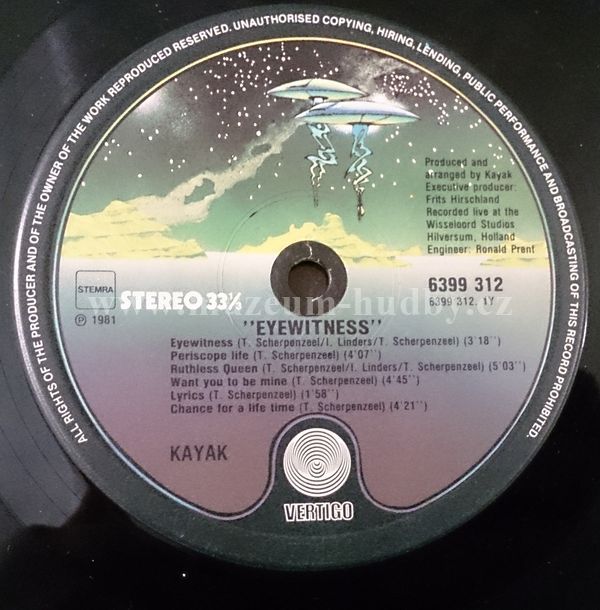 ALL RIGHTS OF THE PRODUCER AND OF THE OWNER OF THE WORK REPRODUCED RESERVED. UNAUTHORISED COPYING, HIRING, LENDING, PUBLIC PERFORMANCE AND BROADCASTING OF THIS RECORD PROHIBITED.
Produced and
arranged by Kayak
Executive producer:
Frits Hirschland
Recorded live at the
Wisseloord Studios
Hilversum, Holland
Engineer: Ronald Prent
STEMRA
STEREO 33⅓
℗ 1981
6399 312
6399 312. 1Y
www.muzeum-hudby.cz
"EYEWITNESS"
Eyewitness (T. Scherpenzeel/I. Linders/T. Scherpenzeel) (3'18'')
Periscope life (T. Scherpenzeel) (4'07'')
Ruthless Queen (T. Scherpenzeel/I. Linders/T. Scherpenzeel) (5'03'')
Want you to be mine (T. Scherpenzeel) (4'45'')
Lyrics (T. Scherpenzeel) (1'58'')
Chance for a life time (T. Scherpenzeel) (4'21'')
KAYAK
VERTIGO